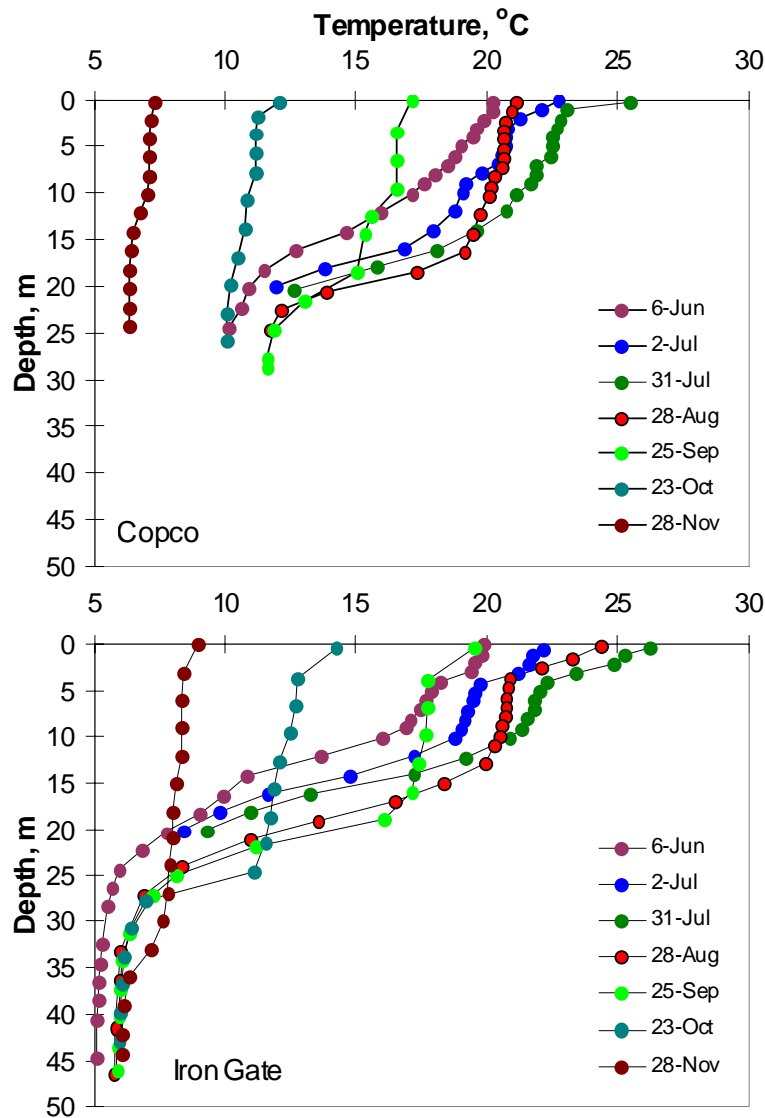 Temperature, °C
5 10 15 20 25 30
0
5
10
15
20
25
30
35
40
45
50
Depth, m
6-Jun
2-Jul
31-Jul
28-Aug
25-Sep
23-Oct
28-Nov
Copco
5 10 15 20 25 30
0
5
10
15
20
25
30
35
40
45
50
Depth, m
6-Jun
2-Jul
31-Jul
28-Aug
25-Sep
23-Oct
28-Nov
Iron Gate